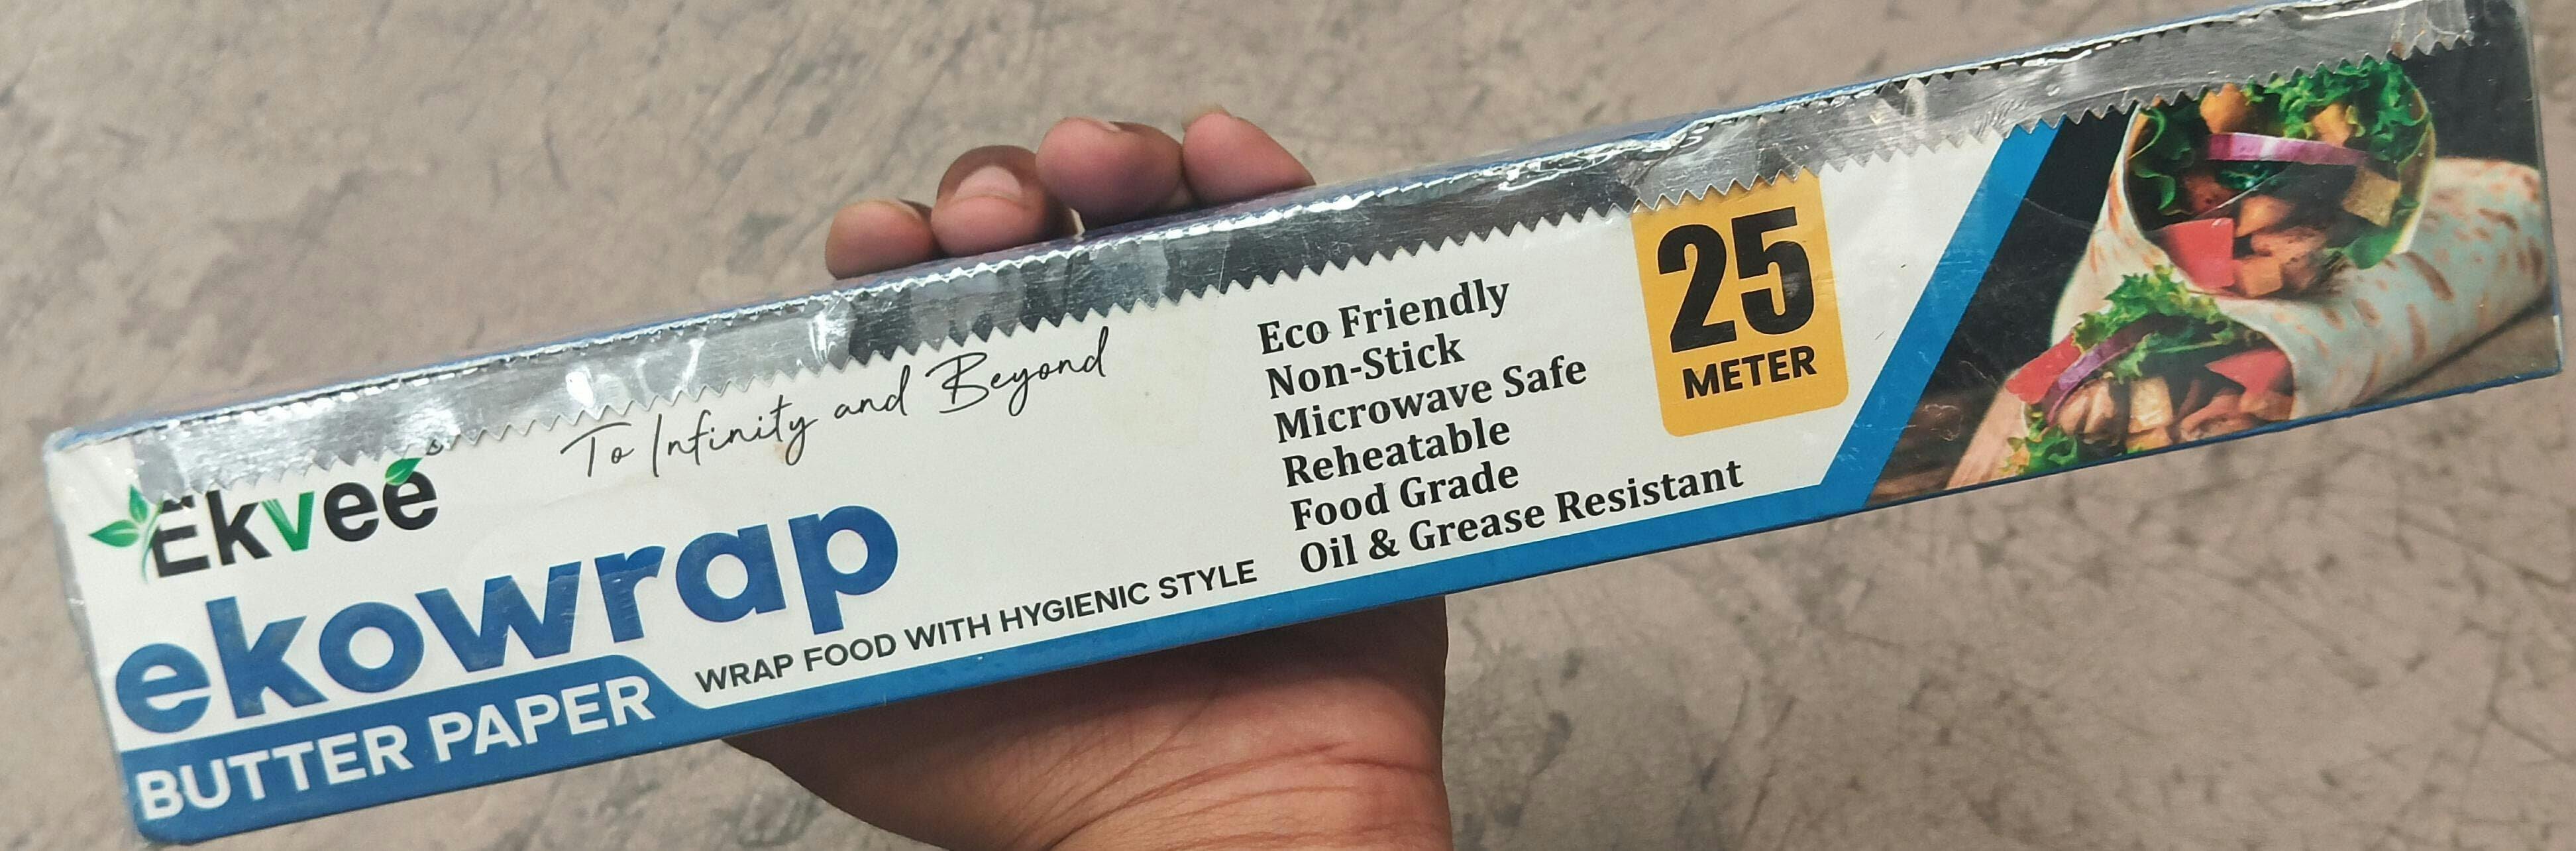 Ekvee
To Infinity and Beyond
ekowrap
BUTTER PAPER
WRAP FOOD WITH HYGIENIC STYLE
Eco Friendly
Non-Stick
Microwave Safe
Reheatable
Food Grade
Oil & Grease Resistant
25
METER